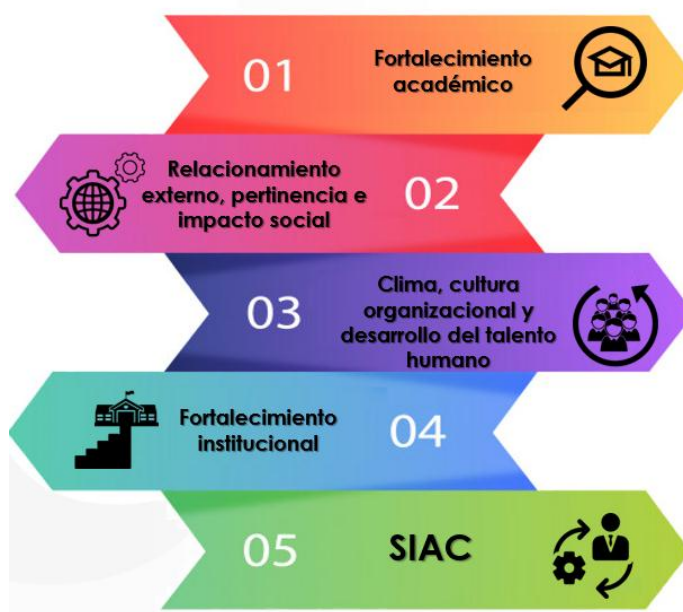 01
Fortalecimiento
académico
Relacionamiento
externo, pertinencia e
impacto social
02
03
Clima, cultura
organizacional y
desarrollo del talento
humano
Fortalecimiento
institucional
04
05
SIAC